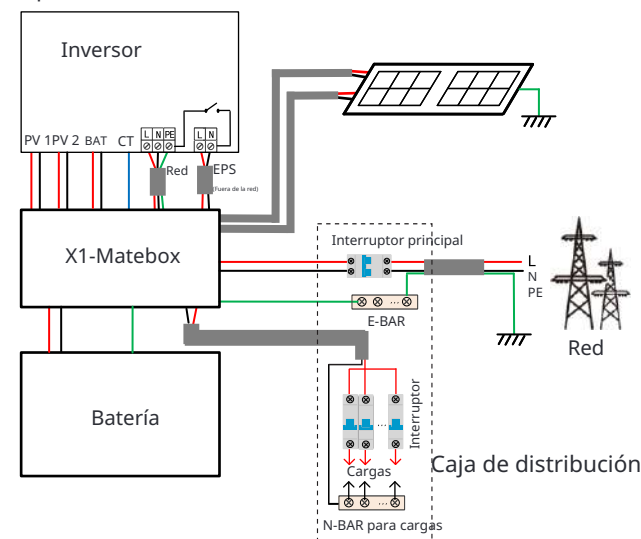 Inversor
PV 1 PV 2 BAT CT
L N PE
L N
Red
EPS
(Fuera de la red)
X1-Matebox
Interruptor principal
L
N
PE
E-BAR
Red
Batería
Interruptor
Cargas
Caja de distribución
N-BAR para cargas